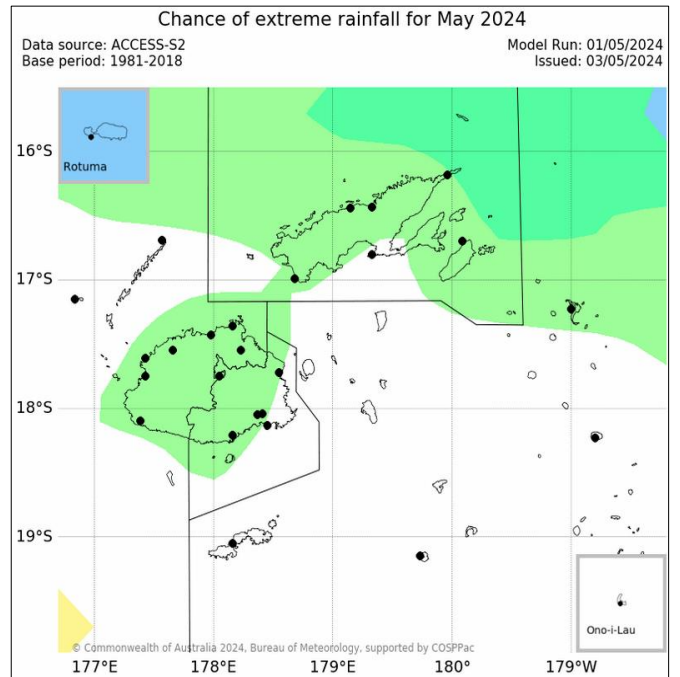 Chance of extreme rainfall for May 2024
Data source: ACCESS-S2
Model Run: 01/05/2024
Base period: 1981-2018
Issued: 03/05/2024
16°S
Rotuma
17°S
18°S
19°S
Ono-i-Lau
© Commonwealth of Australia 2024, Bureau of Meteorology, supported by COSPPac
177°E
178°E
179°E
180°
179°W